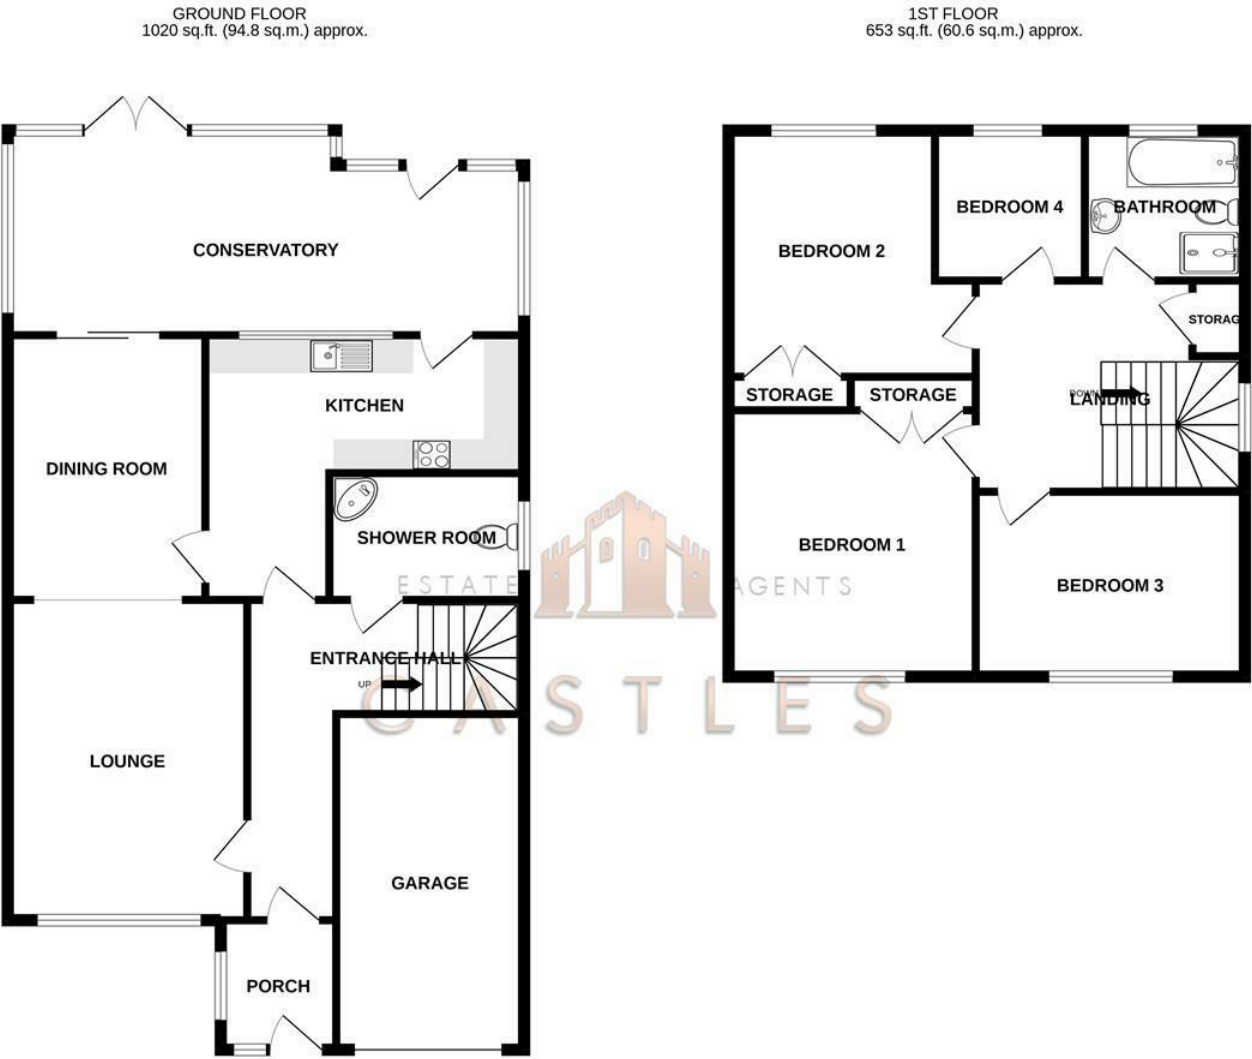 GROUND FLOOR
1020 sq.ft. (94.8 sq.m.) approx.
1ST FLOOR
653 sq.ft. (60.6 sq.m.) approx.
CONSERVATORY
KITCHEN
DINING ROOM
SHOWER ROOM
ENTRANCE HALL
UP
LOUNGE
GARAGE
PORCH
BEDROOM 4
BATHROOM
BEDROOM 2
STORAG
STORAGE
STORAGE
DOWN
LANDING
BEDROOM 1
BEDROOM 3
ESTATE AGENTS
CASTLES